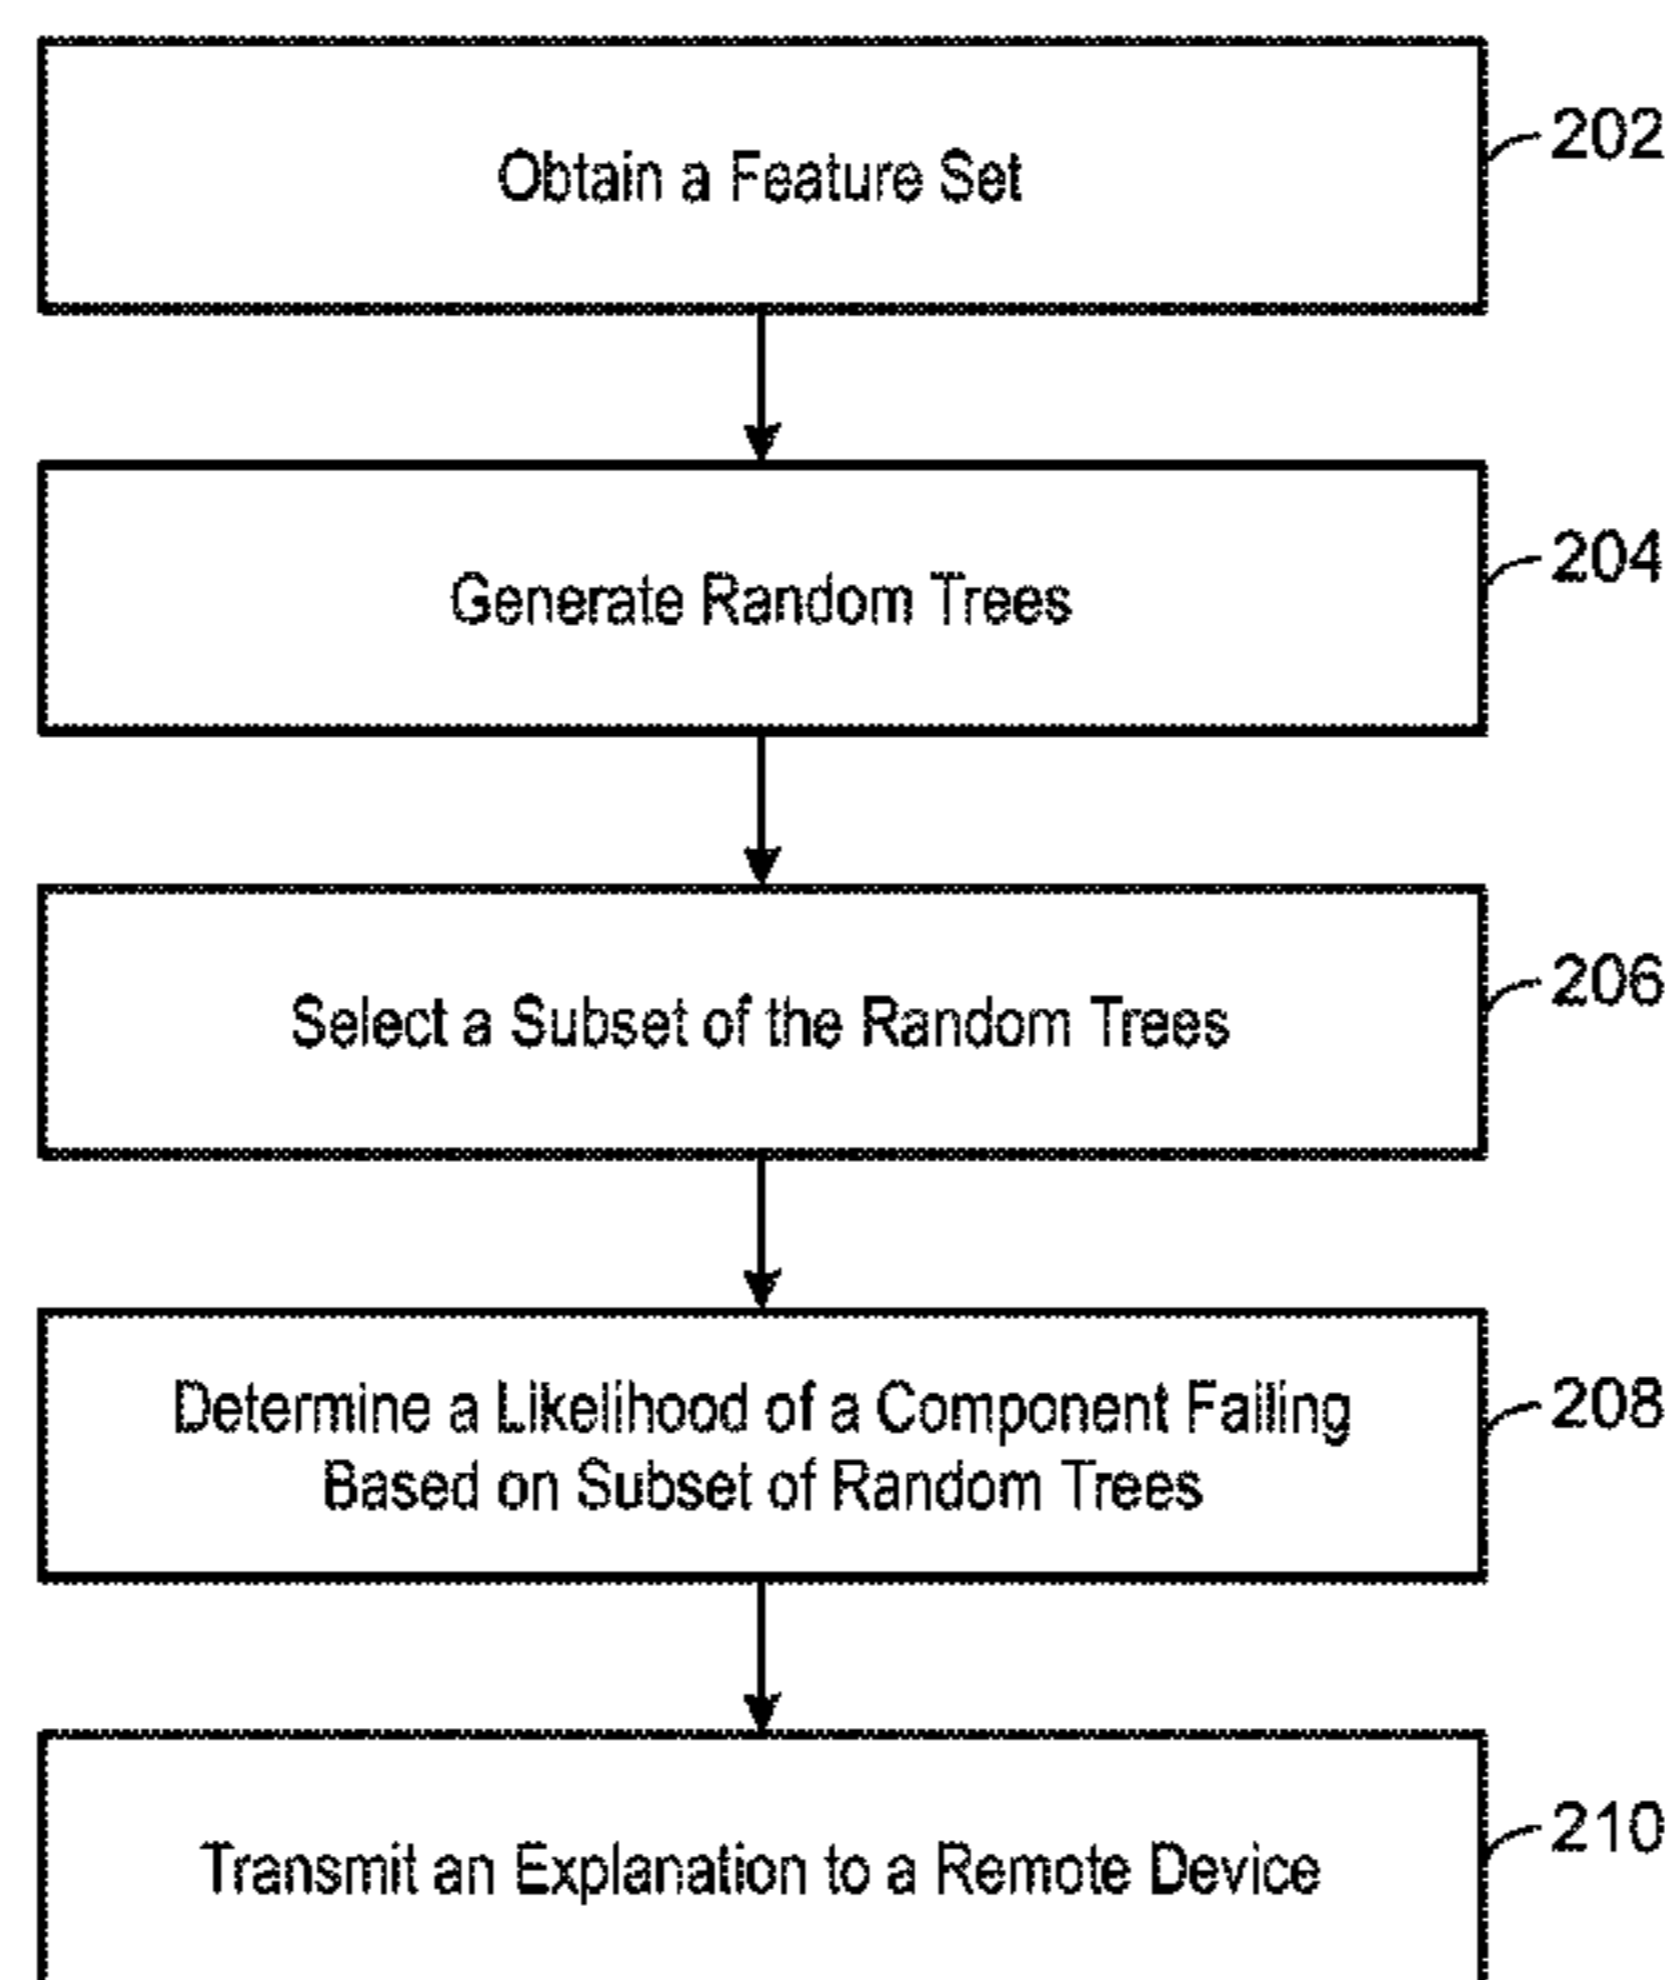 Obtain a Feature Set
202
Generate Random Trees
204
Select a Subset of the Random Trees
206
Determine a Likelihood of a Component Failing
Based on Subset of Random Trees
208
Transmit an Explanation to a Remote Device
210